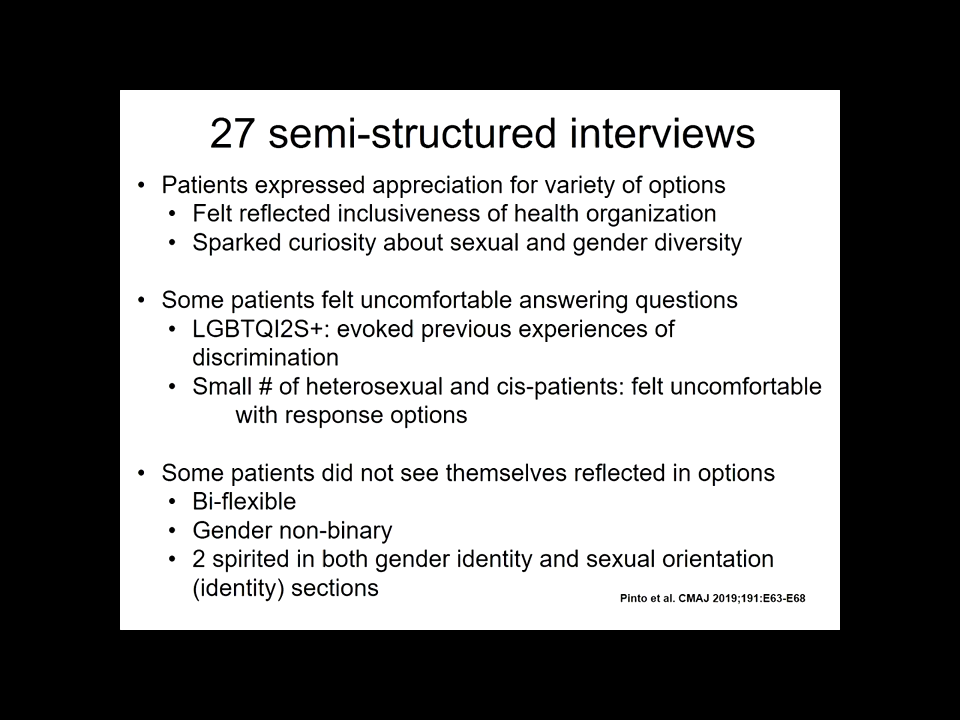 27 semi-structured interviews
• Patients expressed appreciation for variety of options
• Felt reflected inclusiveness of health organization
• Sparked curiosity about sexual and gender diversity
• Some patients felt uncomfortable answering questions
• LGBTQI2S+: evoked previous experiences of
discrimination
• Small # of heterosexual and cis-patients: felt uncomfortable
with response options
• Some patients did not see themselves reflected in options
• Bi-flexible
• Gender non-binary
• 2 spirited in both gender identity and sexual orientation
(identity) sections
Pinto et al. CMAJ 2019;191:E63-E68